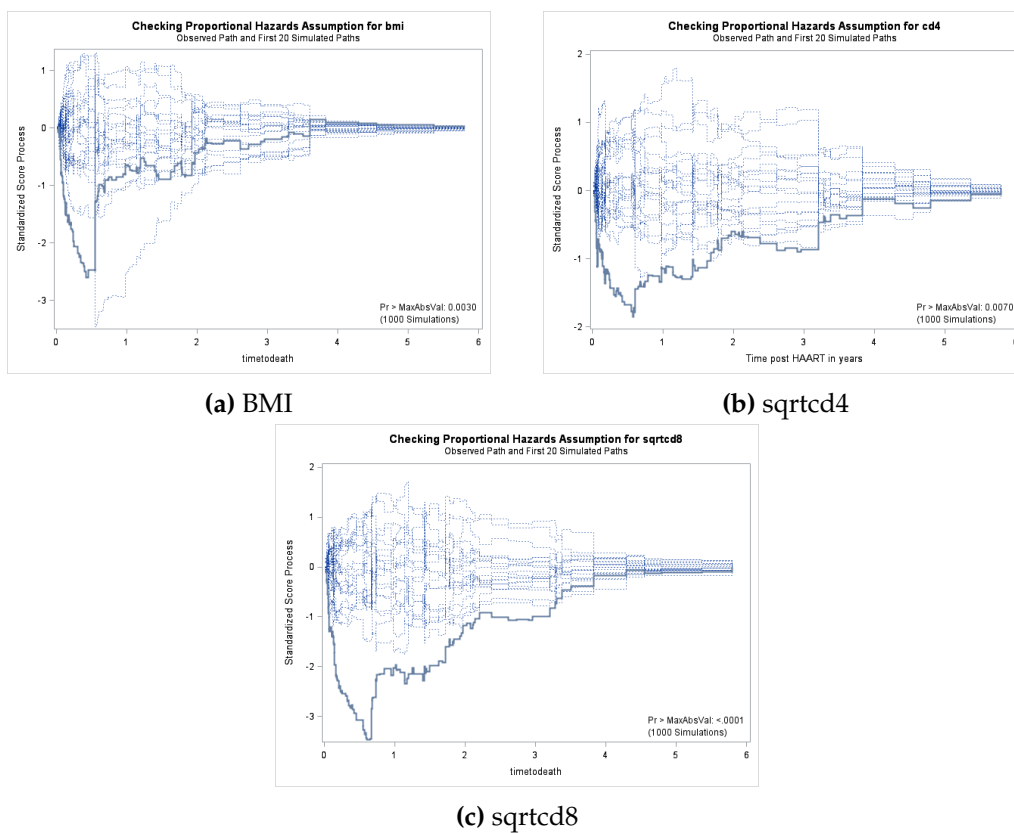 Checking Proportional Hazards Assumption for bmi
Observed Path and First 20 Simulated Paths
Standardized Score Process
1
0
-1
-2
-3
Pr > MaxAbsVal: 0.0030
(1000 Simulations)
0 1 2 3 4 5 6
timetodeath
(a) BMI
Checking Proportional Hazards Assumption for cd4
Observed Path and First 20 Simulated Paths
Standardized Score Process
2
1
0
-1
-2
Pr > MaxAbsVal: 0.0070
(1000 Simulations)
0 1 2 3 4 5 6
Time post HAART in years
(b) sqrtcd4
Checking Proportional Hazards Assumption for sqrtcd8
Observed Path and First 20 Simulated Paths
Standardized Score Process
2
1
0
-1
-2
-3
Pr > MaxAbsVal: <.0001
(1000 Simulations)
0 1 2 3 4 5 6
timetodeath
(c) sqrtcd8